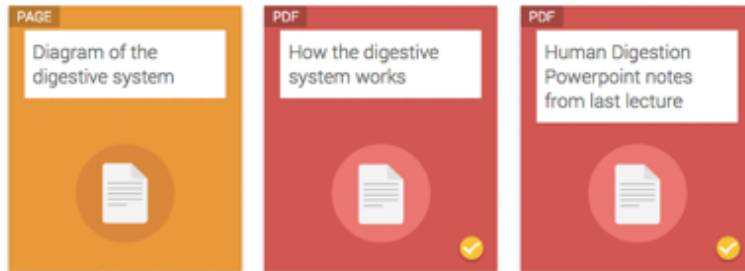 PAGE
Diagram of the
digestive system
PDF
How the digestive
system works
PDF
Human Digestion
Powerpoint notes
from last lecture